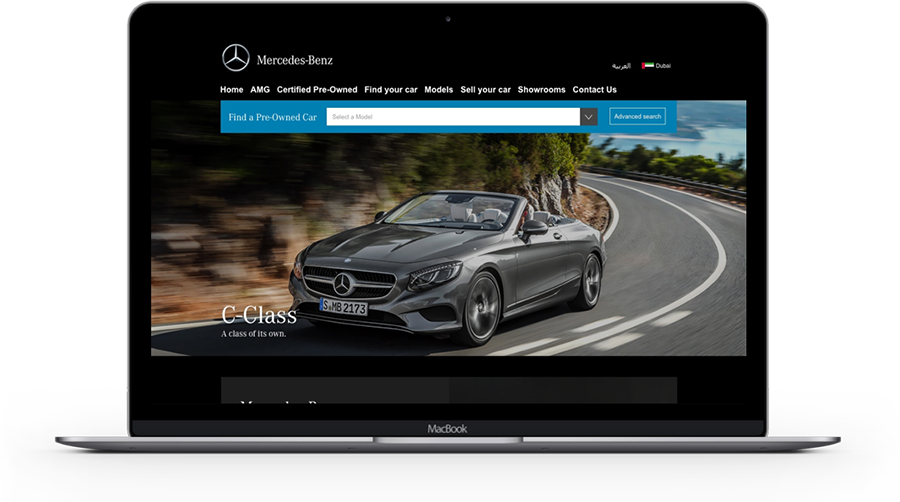 Mercedes-Benz
العربية
Dubai
Home AMG Certified Pre-Owned Find your car Models Sell your car Showrooms Contact Us
Find a Pre-Owned Car
Select a Model
Advanced search
S MB 2173
C-Class
A class of its own.
MacBook